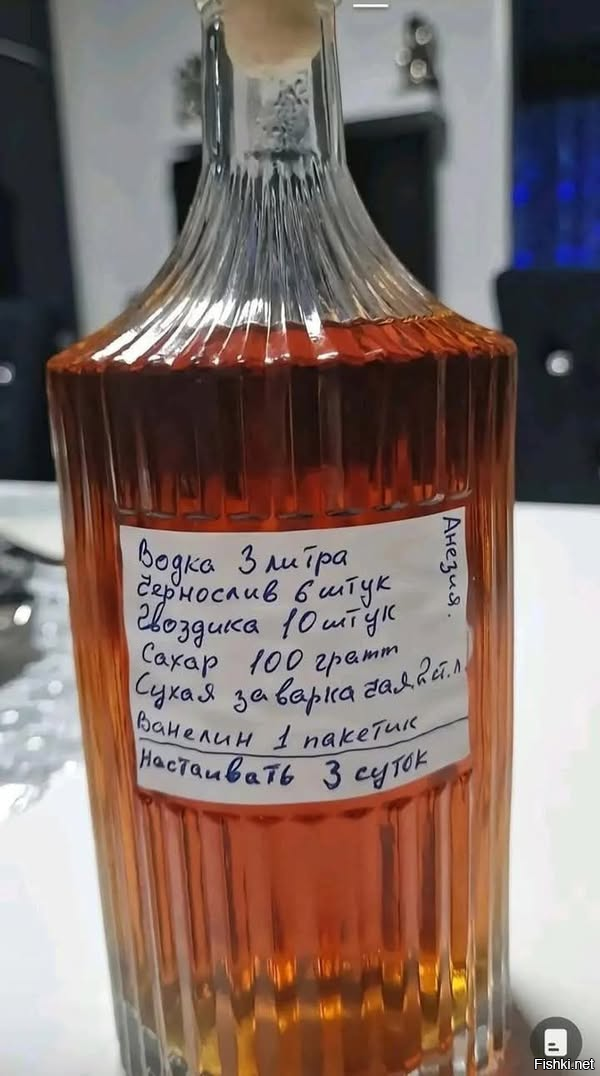 Водка 3 литра
Чернослив 6 штук
Гвоздика 10 штук
Сахар 100 грамм
Сухая заварка чая 2 ст. л
Ванелин 1 пакетик
Настаивать 3 суток
Анезия.
Fishki.net